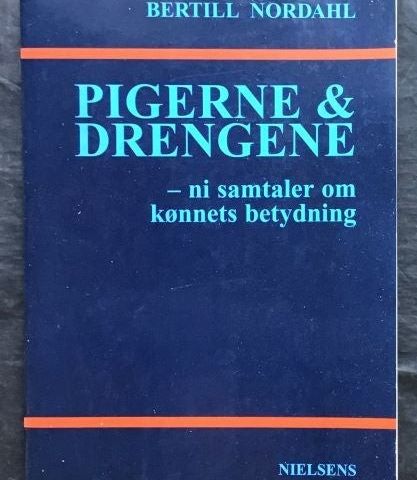 BERTILL NORDAHL
PIGERNE &
DRENGENE
– ni samtaler om
kønnets betydning
NIELSENS